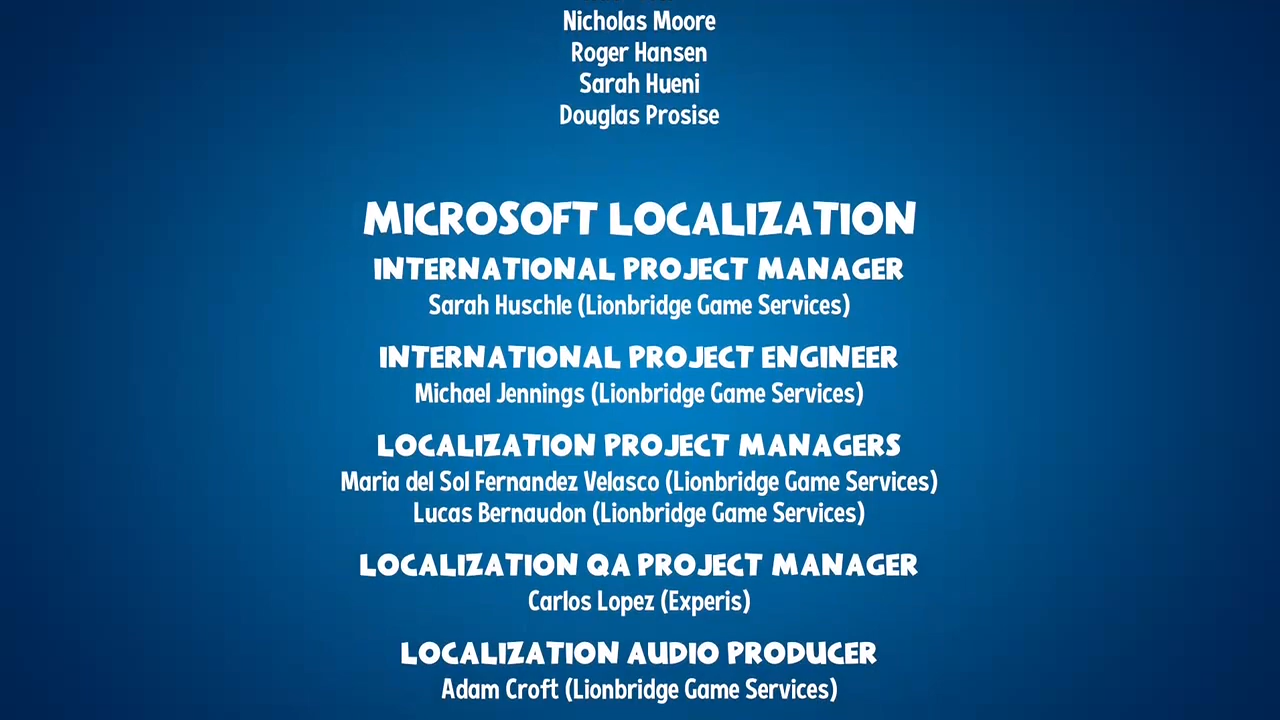 Nicholas Moore
Roger Hansen
Sarah Hueni
Douglas Prosise
MICROSOFT LOCALIZATION
INTERNATIONAL PROJECT MANAGER
Sarah Huschle (Lionbridge Game Services)
INTERNATIONAL PROJECT ENGINEER
Michael Jennings (Lionbridge Game Services)
LOCALIZATION PROJECT MANAGERS
Maria del Sol Fernandez Velasco (Lionbridge Game Services)
Lucas Bernaudon (Lionbridge Game Services)
LOCALIZATION QA PROJECT MANAGER
Carlos Lopez (Experis)
LOCALIZATION AUDIO PRODUCER
Adam Croft (Lionbridge Game Services)